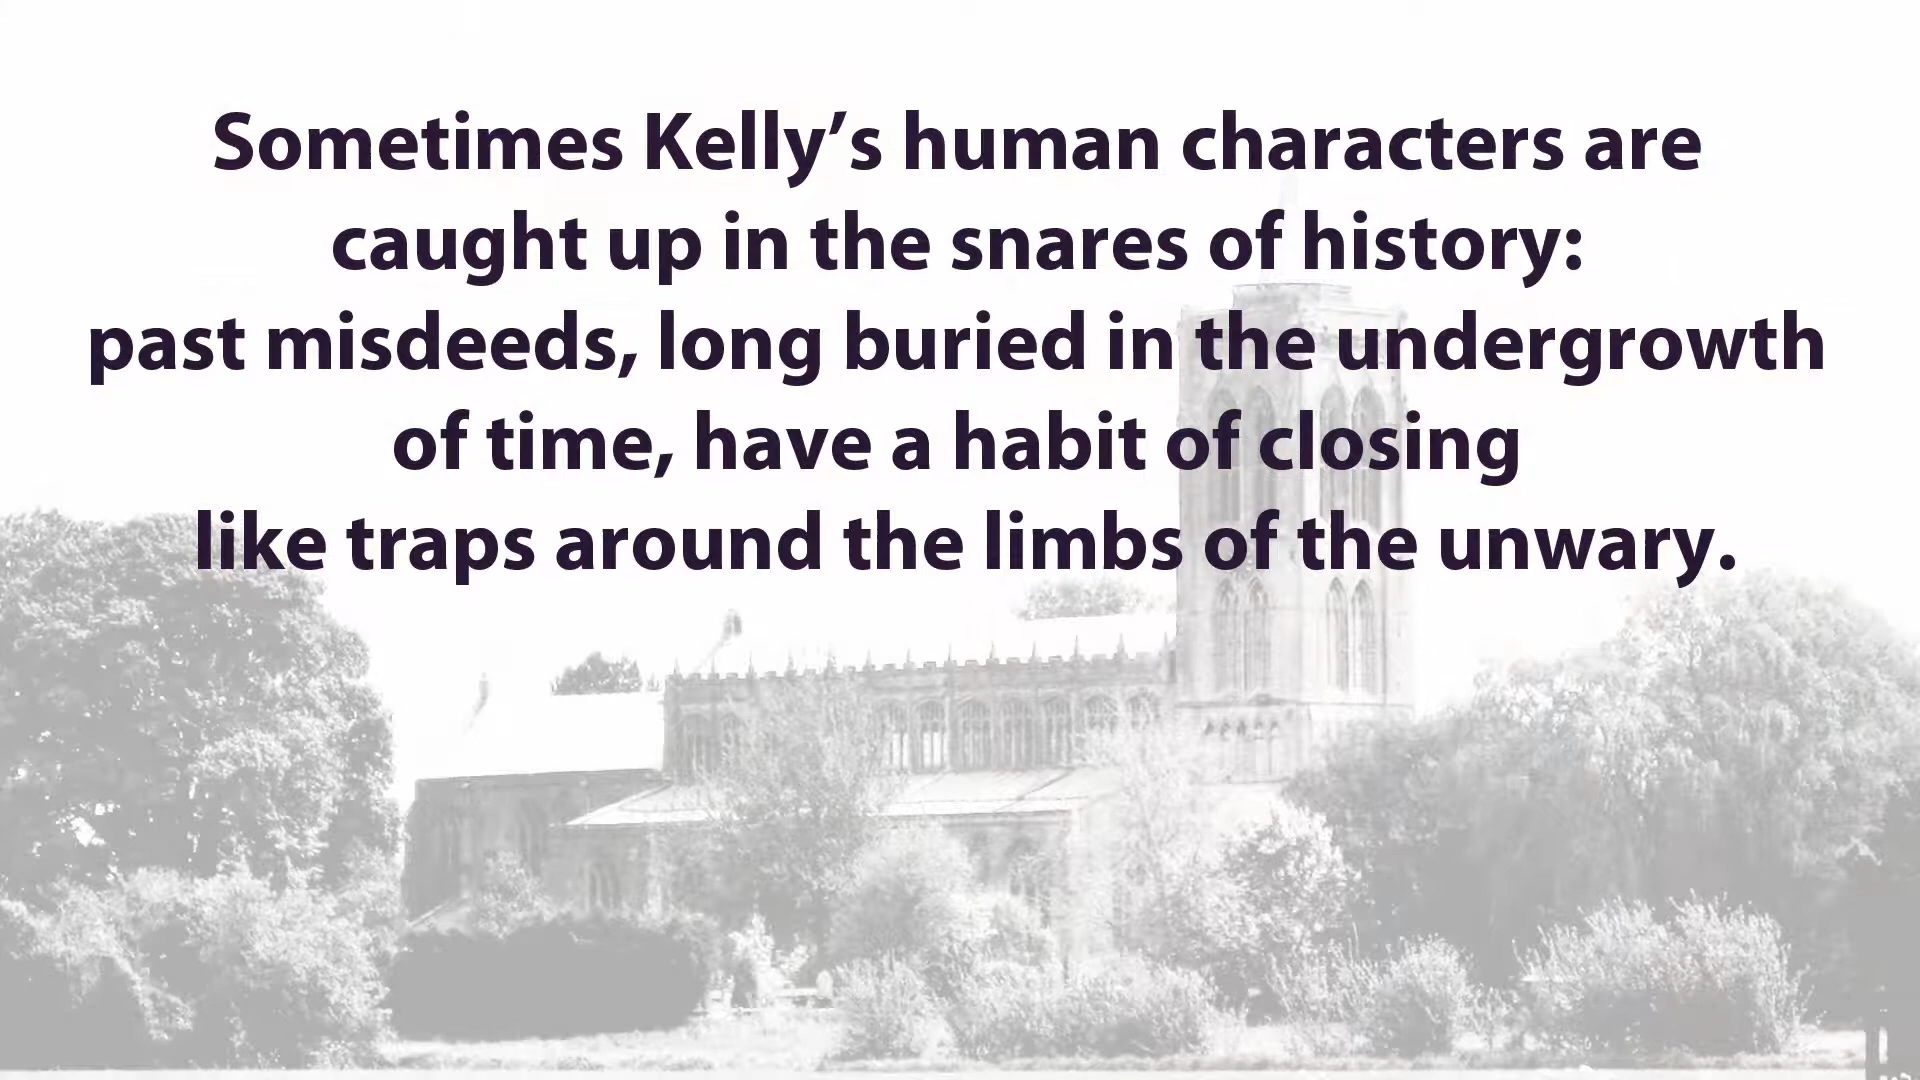 Sometimes Kelly’s human characters are
caught up in the snares of history:
past misdeeds, long buried in the undergrowth
of time, have a habit of closing
like traps around the limbs of the unwary.